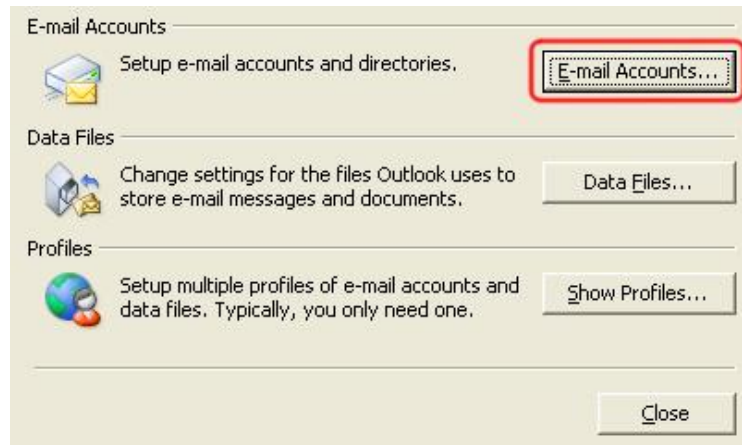 E-mail Accounts
Setup e-mail accounts and directories.
E-mail Accounts...
Data Files
Change settings for the files Outlook uses to
store e-mail messages and documents.
Data Files...
Profiles
Setup multiple profiles of e-mail accounts and
data files. Typically, you only need one.
Show Profiles...
Close